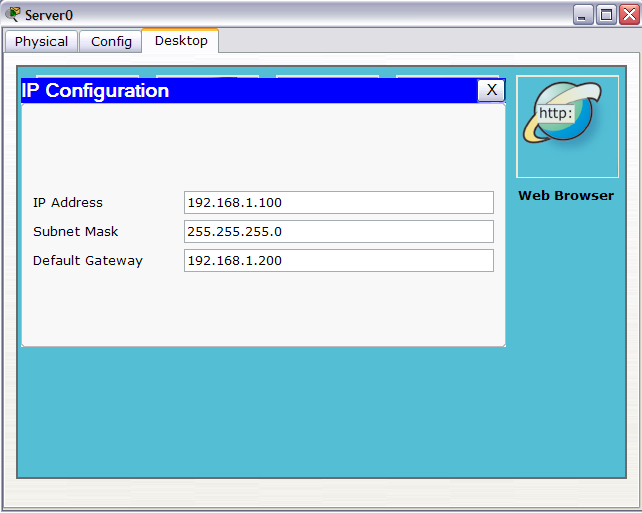 Server0
Physical Config Desktop
IP Configuration X
http:
IP Address 192.168.1.100
Web Browser
Subnet Mask 255.255.255.0
Default Gateway 192.168.1.200